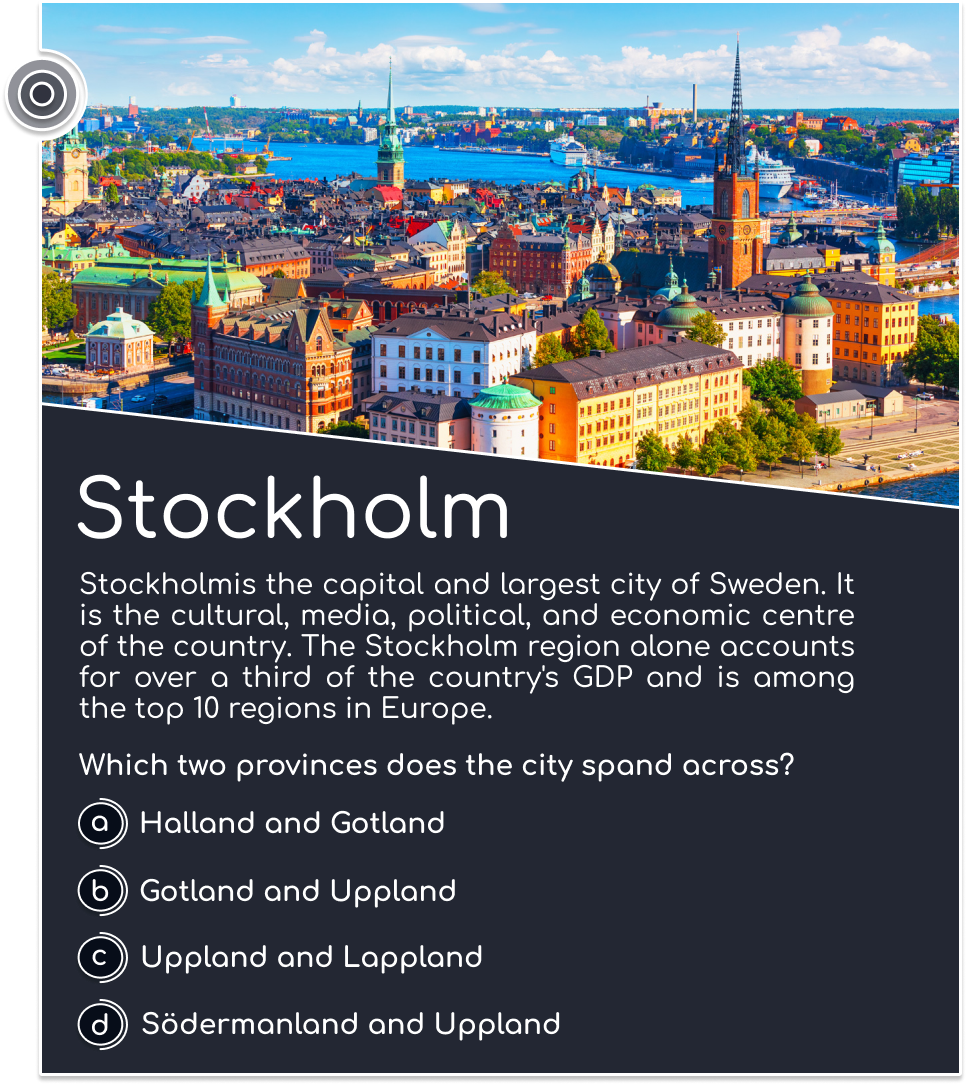 Stockholm
Stockholmis the capital and largest city of Sweden. It
is the cultural, media, political, and economic centre
of the country. The Stockholm region alone accounts
for over a third of the country's GDP and is among
the top 10 regions in Europe.
Which two provinces does the city spand across?
a Halland and Gotland
b Gotland and Uppland
c Uppland and Lappland
d Södermanland and Uppland